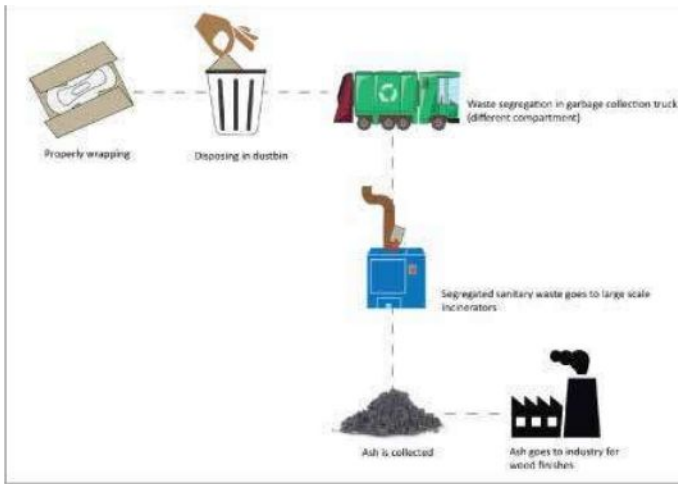 Properly wrapping
Disposing in dustbin
Waste segregation in garbage collection truck
(different compartment)
Segregated sanitary waste goes to large scale
incinerators
Ash is collected
Ash goes to industry for
wood finishes